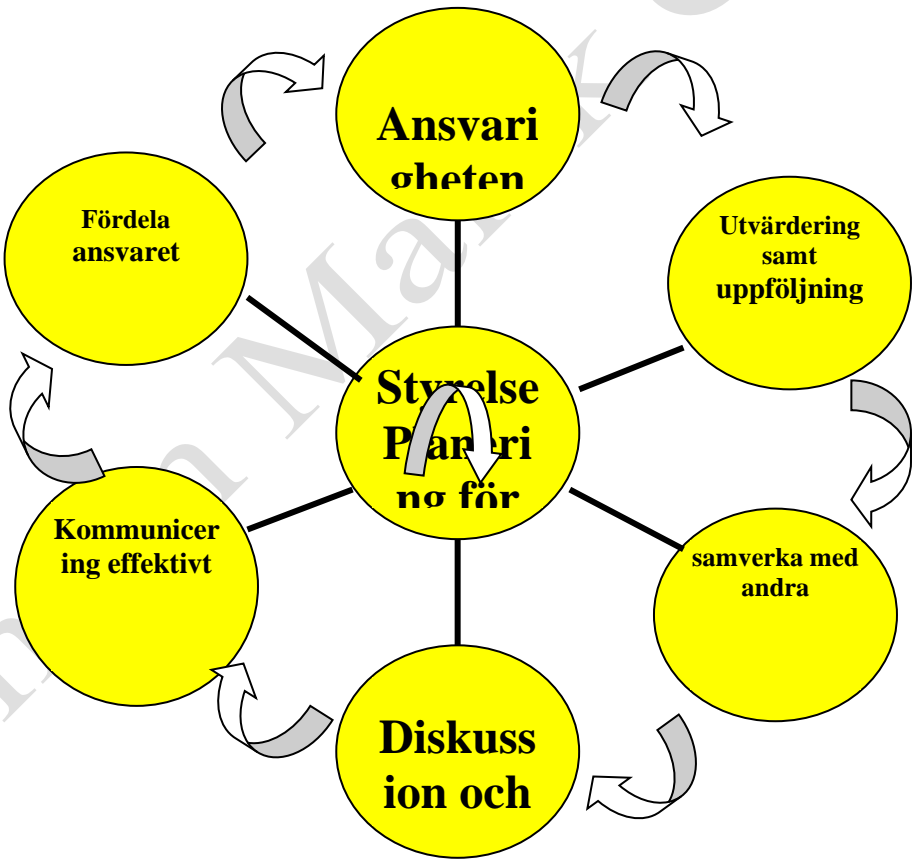 Ansvari
gheten
Utvärdering
samt
uppföljning
samverka med
andra
Diskuss
ion och
Kommunicer
ing effektivt
Fördela
ansvaret
Styrelse
Planeri
ng för